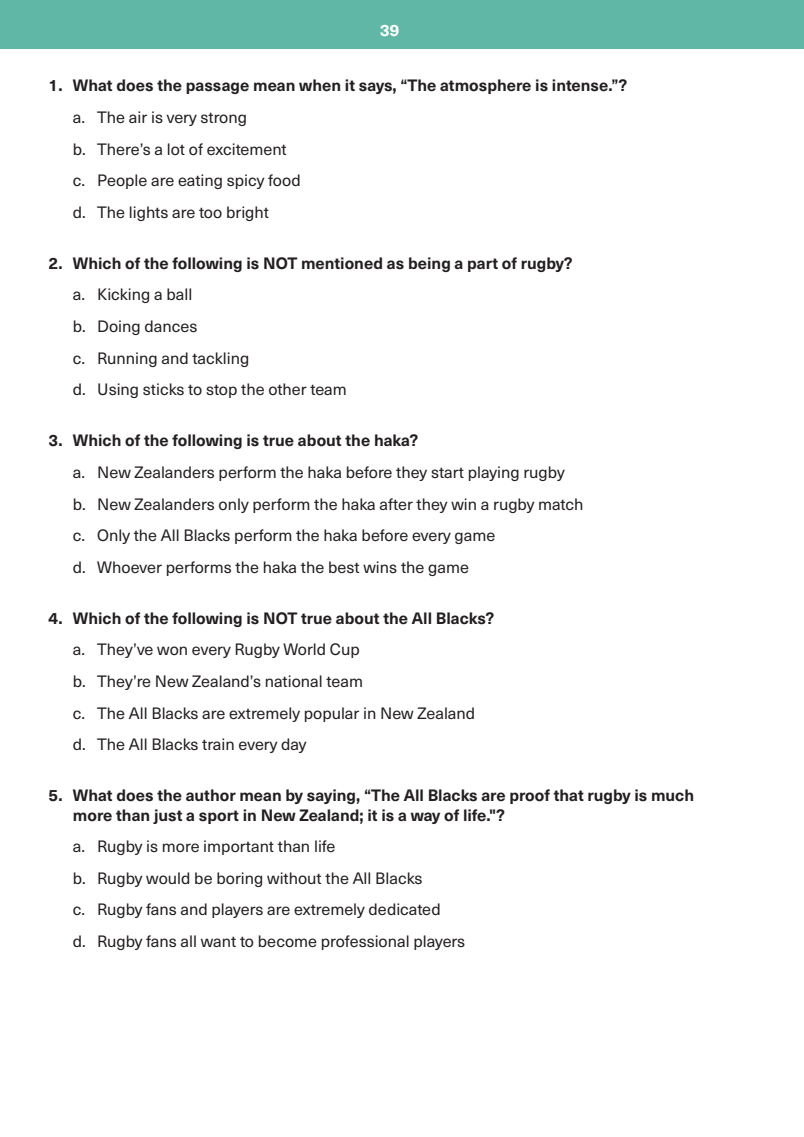 39
1. What does the passage mean when it says, “The atmosphere is intense.”?
a. The air is very strong
b. There’s a lot of excitement
c. People are eating spicy food
d. The lights are too bright
2. Which of the following is NOT mentioned as being a part of rugby?
a. Kicking a ball
b. Doing dances
c. Running and tackling
d. Using sticks to stop the other team
3. Which of the following is true about the haka?
a. New Zealanders perform the haka before they start playing rugby
b. New Zealanders only perform the haka after they win a rugby match
c. Only the All Blacks perform the haka before every game
d. Whoever performs the haka the best wins the game
4. Which of the following is NOT true about the All Blacks?
a. They’ve won every Rugby World Cup
b. They’re New Zealand’s national team
c. The All Blacks are extremely popular in New Zealand
d. The All Blacks train every day
5. What does the author mean by saying, “The All Blacks are proof that rugby is much
more than just a sport in New Zealand; it is a way of life."?
a. Rugby is more important than life
b. Rugby would be boring without the All Blacks
c. Rugby fans and players are extremely dedicated
d. Rugby fans all want to become professional players